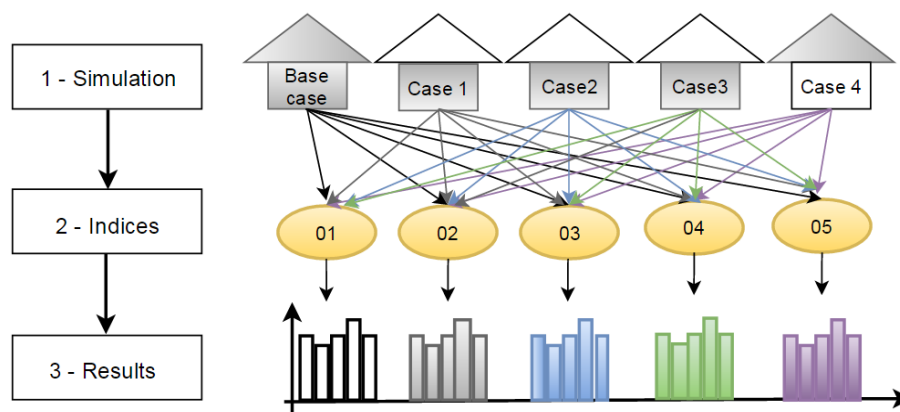 1 - Simulation
Base
case
Case 1
Case2
Case3
Case 4
2 - Indices
01
02
03
04
05
3 - Results